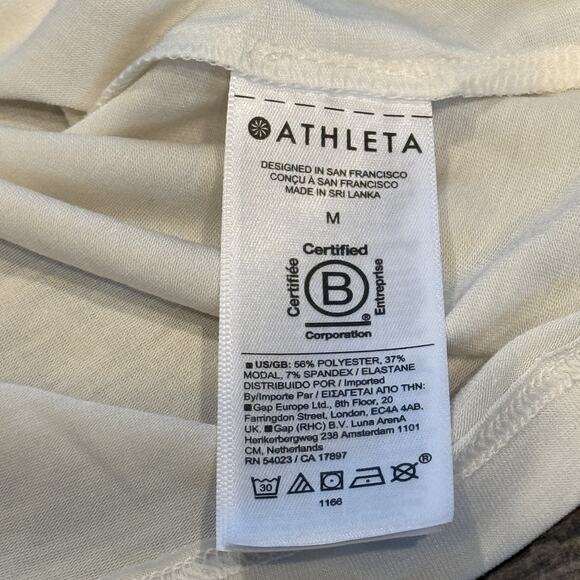 ATHLETA
DESIGNED IN SAN FRANCISCO
CONÇU À SAN FRANCISCO
MADE IN SRI LANKA
M
Certified
Certifiée
B
Entreprise
®
Corporation
US/GB: 56% POLYESTER, 37%
MODAL, 7% SPANDEX / ELASTANE
DISTRIBUIDO POR / Imported
By/Importe Par / ΕΙΣΑΓΕΤΑΙ ΑΠΟ ΤΗΝ:
Gap Europe Ltd., 8th Floor, 20
Farringdon Street, London, EC4A 4AB,
UK. Gap (RHC) B.V. Luna ArenA
Herikerbergweg 238 Amsterdam 1101
CM, Netherlands
RN 54023 / CA 17897
30
®
1166